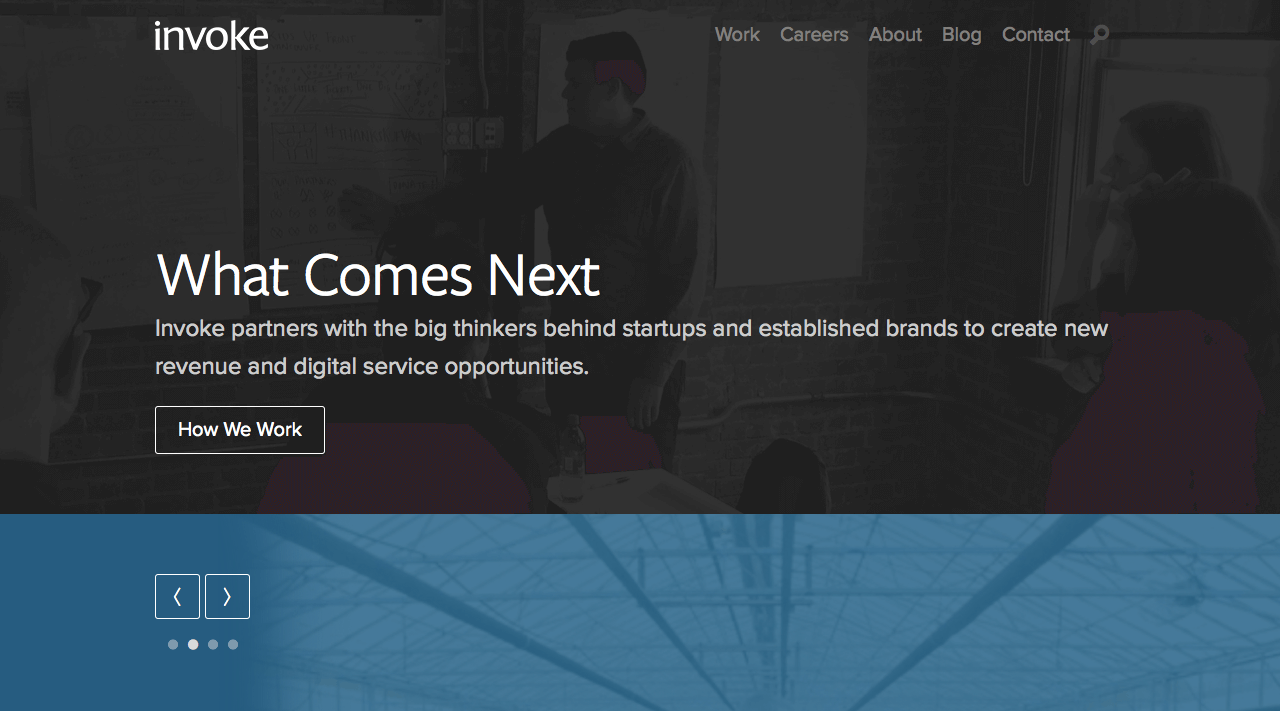 invoke
Work Careers About Blog Contact
What Comes Next
Invoke partners with the big thinkers behind startups and established brands to create new
revenue and digital service opportunities.
How We Work